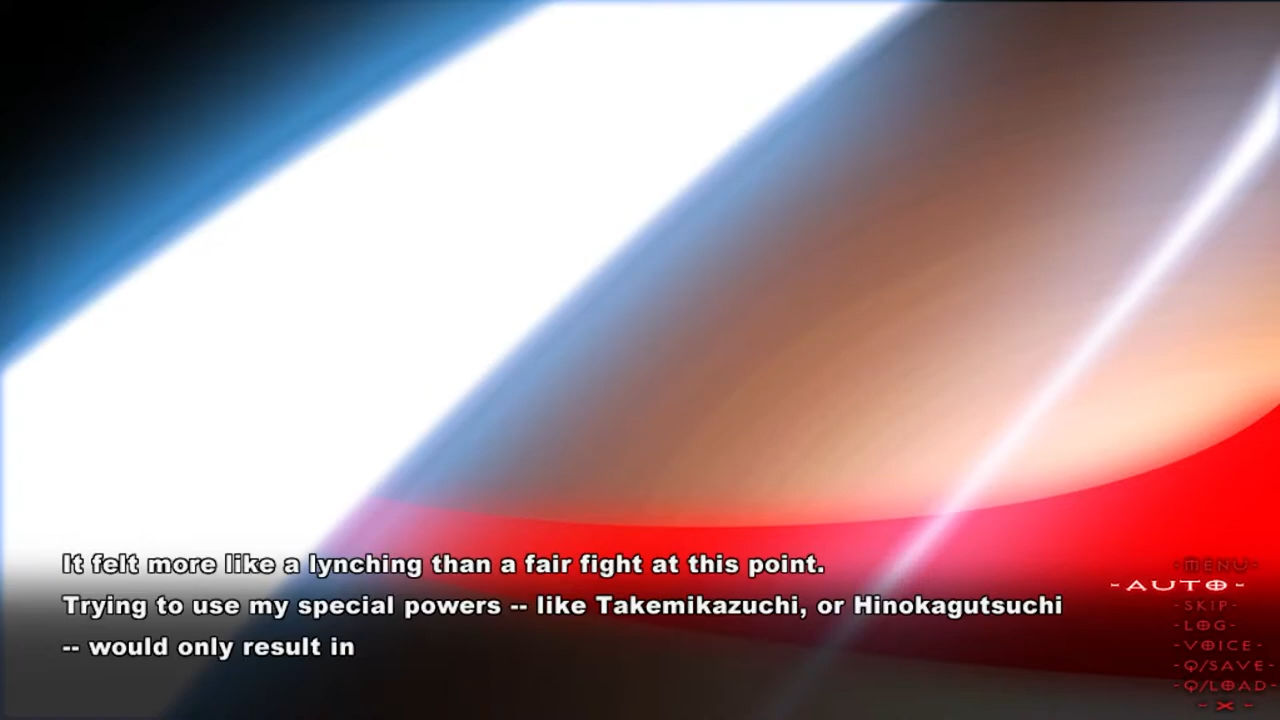 It felt more like a lynching than a fair fight at this point.
Trying to use my special powers -- like Takemikazuchi, or Hinokagutsuchi
-- would only result in
-MENU-
-AUTO-
-SKIP-
-LOG-
-VOICE-
-Q/SAVE-
-Q/LOAD-
-X-